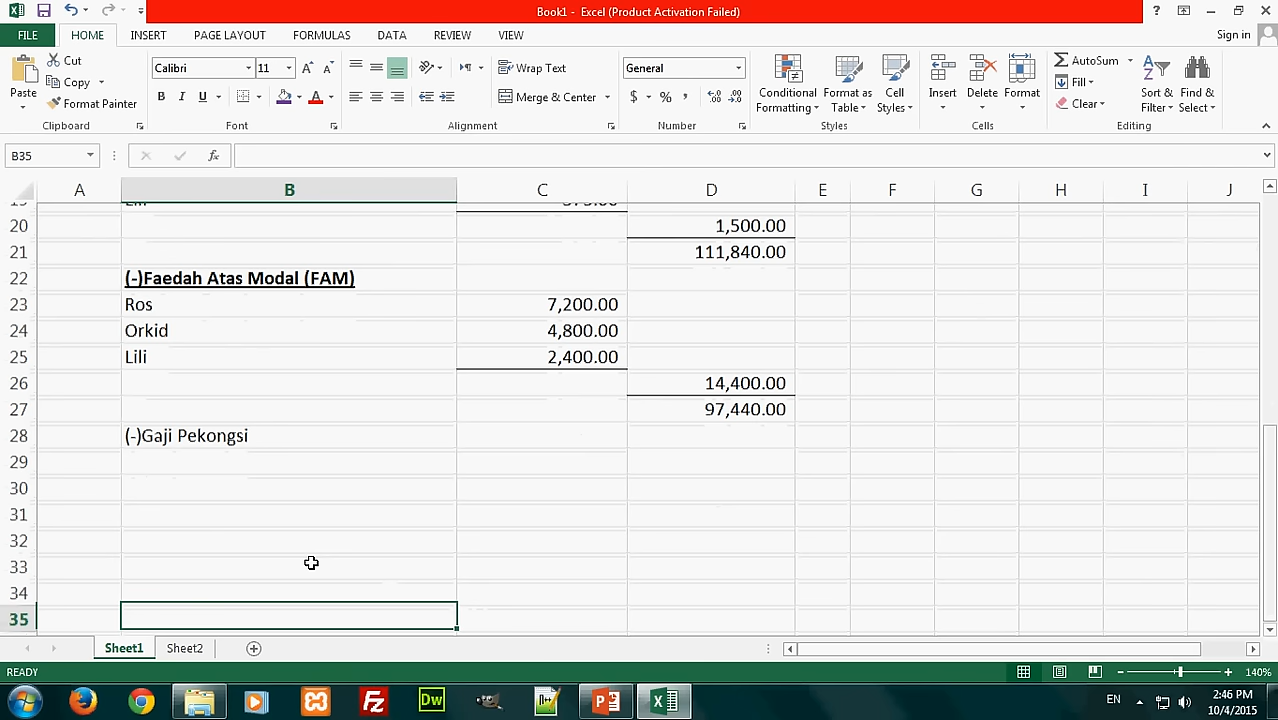 Book1 - Excel (Product Activation Failed)
?
FILE HOME INSERT PAGE LAYOUT FORMULAS DATA REVIEW VIEW Sign in
Paste Cut Copy Format Painter
Clipboard
Calibri 11 A A
B I U A
Font
Wrap Text
Merge & Center
Alignment
General
$ % ,
Number
Conditional Formatting
Format as Table
Cell Styles
Styles
Insert Delete Format
Cells
AutoSum
Fill
Clear
Sort & Filter
Find & Select
Editing
B35 fx
A B C D E F G H I J
20 1,500.00
21 111,840.00
22 (-)Faedah Atas Modal (FAM)
23 Ros 7,200.00
24 Orkid 4,800.00
25 Lili 2,400.00
26 14,400.00
27 97,440.00
28 (-)Gaji Pekongsi
29
30
31
32
33
34
35
Sheet1 Sheet2
READY 140%
EN 2:46 PM
10/4/2015